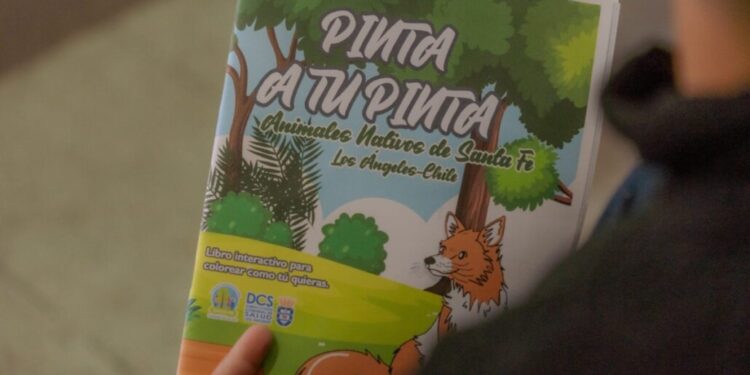 PINTA
A TU PINTA
Animales Nativos de Santa Fe
Los Ángeles-Chile
Libro interactivo para
colorear como tú quieras.
DCS
SALUD